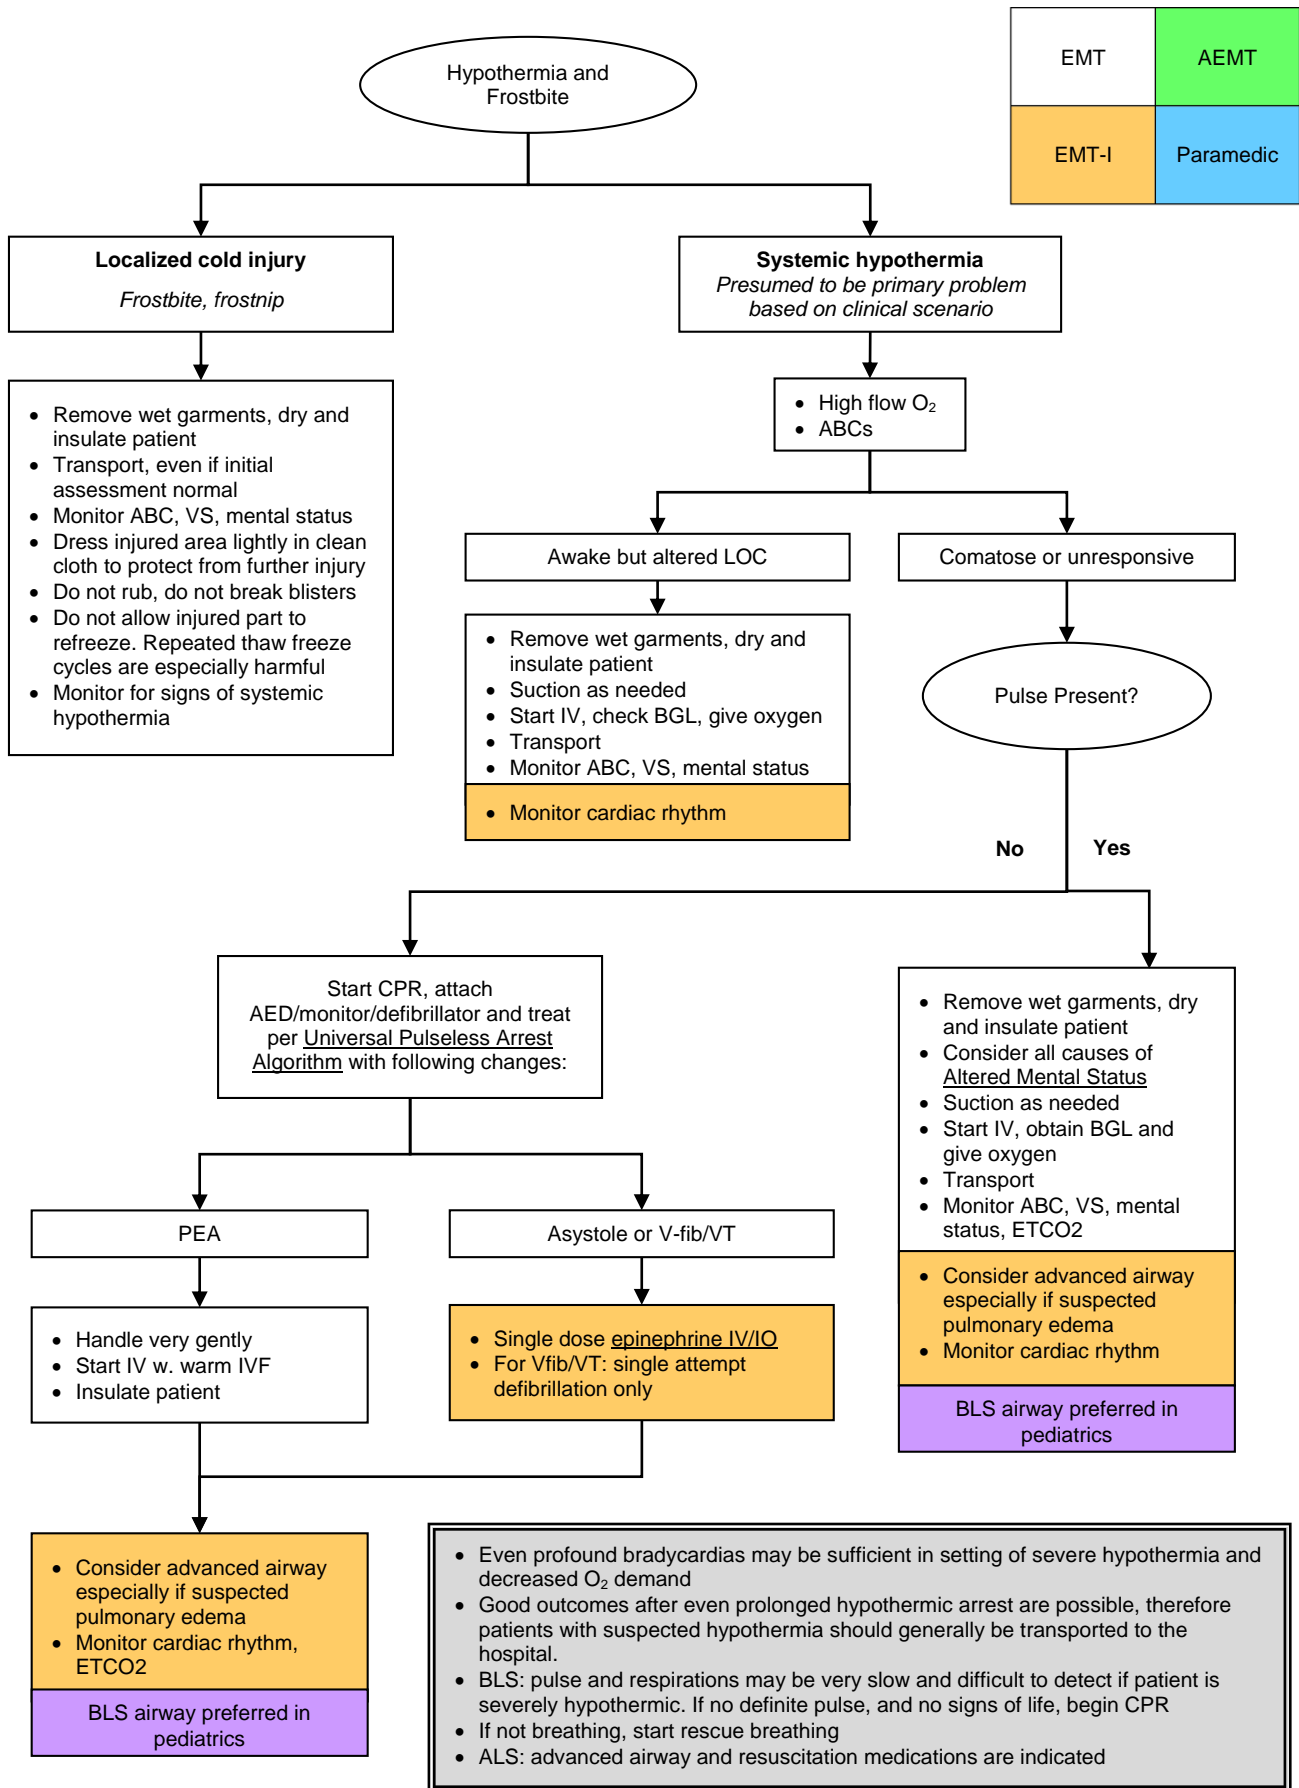 Hypothermia and
Frostbite
EMT
AEMT
EMT-I
Paramedic
Localized cold injury
Frostbite, frostnip
Systemic hypothermia
Presumed to be primary problem
based on clinical scenario
• Remove wet garments, dry and
insulate patient
• Transport, even if initial
assessment normal
• Monitor ABC, VS, mental status
• Dress injured area lightly in clean
cloth to protect from further injury
• Do not rub, do not break blisters
• Do not allow injured part to
refreeze. Repeated thaw freeze
cycles are especially harmful
• Monitor for signs of systemic
hypothermia
• High flow O₂
• ABCs
Awake but altered LOC
Comatose or unresponsive
• Remove wet garments, dry and
insulate patient
• Suction as needed
• Start IV, check BGL, give oxygen
• Transport
• Monitor ABC, VS, mental status
• Monitor cardiac rhythm
Pulse Present?
No
Yes
Start CPR, attach
AED/monitor/defibrillator and treat
per Universal Pulseless Arrest
Algorithm with following changes:
• Remove wet garments, dry
and insulate patient
• Consider all causes of
Altered Mental Status
• Suction as needed
• Start IV, obtain BGL and
give oxygen
• Transport
• Monitor ABC, VS, mental
status, ETCO2
• Consider advanced airway
especially if suspected
pulmonary edema
• Monitor cardiac rhythm
BLS airway preferred in
pediatrics
PEA
Asystole or V-fib/VT
• Handle very gently
• Start IV w. warm IVF
• Insulate patient
• Single dose epinephrine IV/IO
• For Vfib/VT: single attempt
defibrillation only
• Consider advanced airway
especially if suspected
pulmonary edema
• Monitor cardiac rhythm,
ETCO2
BLS airway preferred in
pediatrics
• Even profound bradycardias may be sufficient in setting of severe hypothermia and
decreased O₂ demand
• Good outcomes after even prolonged hypothermic arrest are possible, therefore
patients with suspected hypothermia should generally be transported to the
hospital.
• BLS: pulse and respirations may be very slow and difficult to detect if patient is
severely hypothermic. If no definite pulse, and no signs of life, begin CPR
• If not breathing, start rescue breathing
• ALS: advanced airway and resuscitation medications are indicated